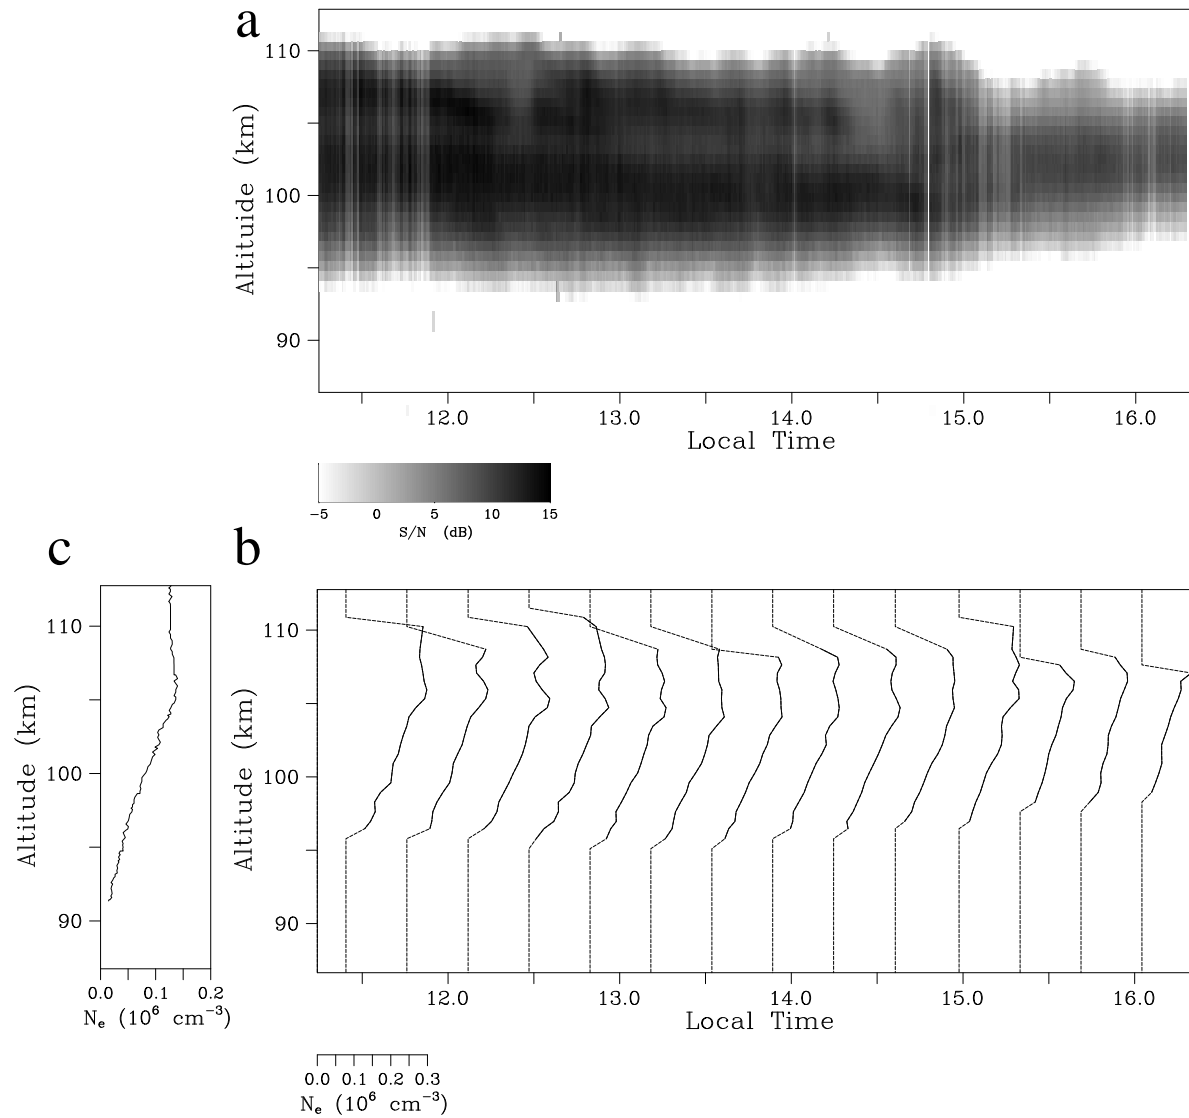 a
110
100
90
Altituide (km)
12.0 13.0 14.0 15.0 16.0
Local Time
−5 0 5 10 15
S/N (dB)
c
110
100
90
Altitude (km)
0.0 0.1 0.2
Ne (10^6 cm^−3)
b
110
100
90
Altitude (km)
12.0 13.0 14.0 15.0 16.0
Local Time
0.0 0.1 0.2 0.3
Ne (10^6 cm^−3)